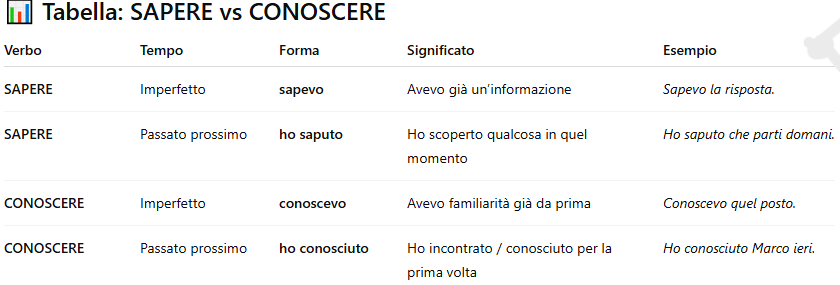 📊 Tabella: SAPERE vs CONOSCERE
Verbo Tempo Forma Significato Esempio
SAPERE Imperfetto sapevo Avevo già un’informazione Sapevo la risposta.
SAPERE Passato prossimo ho saputo Ho scoperto qualcosa in quel Ho saputo che parti domani.
momento
CONOSCERE Imperfetto conoscevo Avevo familiarità già da prima Conoscevo quel posto.
CONOSCERE Passato prossimo ho conosciuto Ho incontrato / conosciuto per la Ho conosciuto Marco ieri.
prima volta